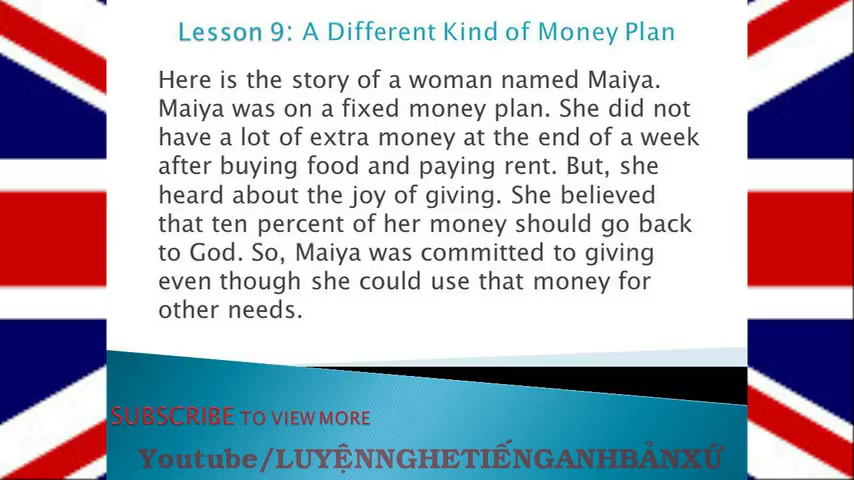 Lesson 9: A Different Kind of Money Plan
Here is the story of a woman named Maiya.
Maiya was on a fixed money plan. She did not
have a lot of extra money at the end of a week
after buying food and paying rent. But, she
heard about the joy of giving. She believed
that ten percent of her money should go back
to God. So, Maiya was committed to giving
even though she could use that money for
other needs.
SUBSCRIBE TO VIEW MORE
Youtube/LUYỆNNGHETIẾNGANHBẢNXỨ